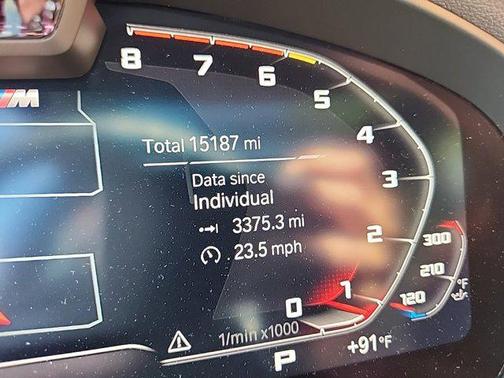 M
8
7
6
5
4
3
2
1
0
Total 15187 mi
Data since
Individual
3375.3 mi
23.5 mph
300
210
120
°F
1/min x1000
P
+91°F